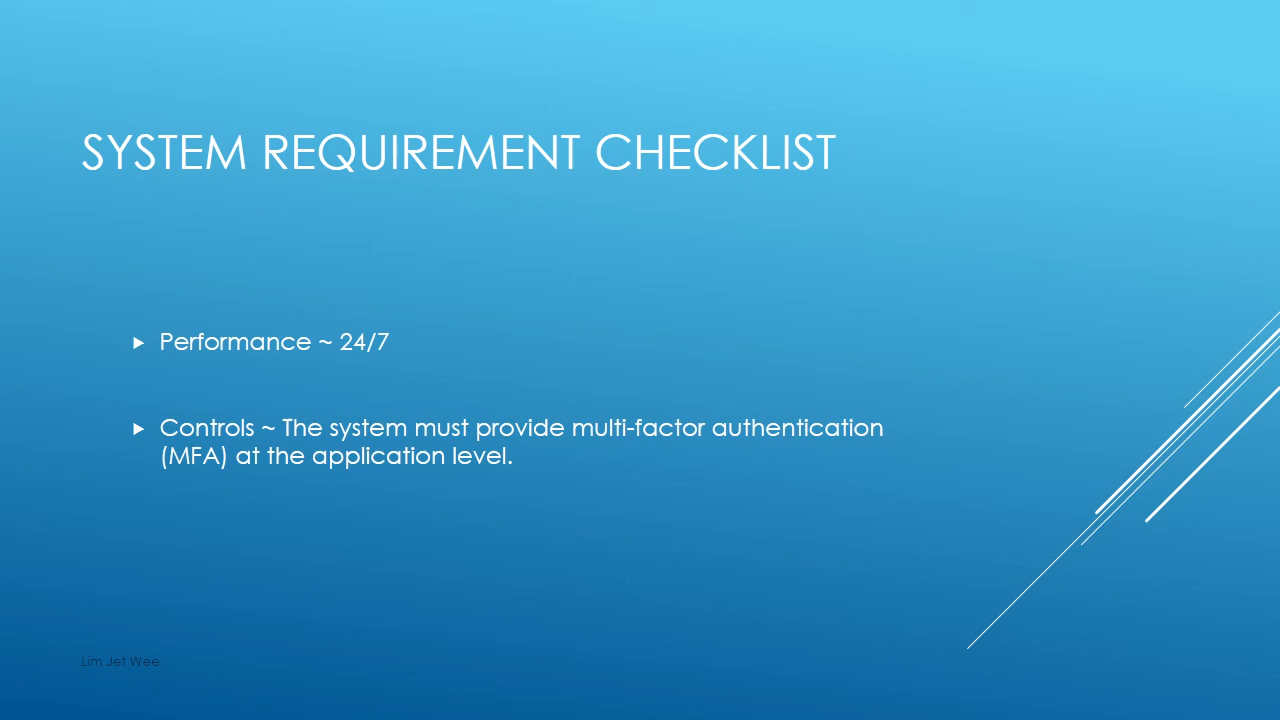 SYSTEM REQUIREMENT CHECKLIST
Performance ~ 24/7
Controls ~ The system must provide multi-factor authentication
(MFA) at the application level.
Lim Jet Wee